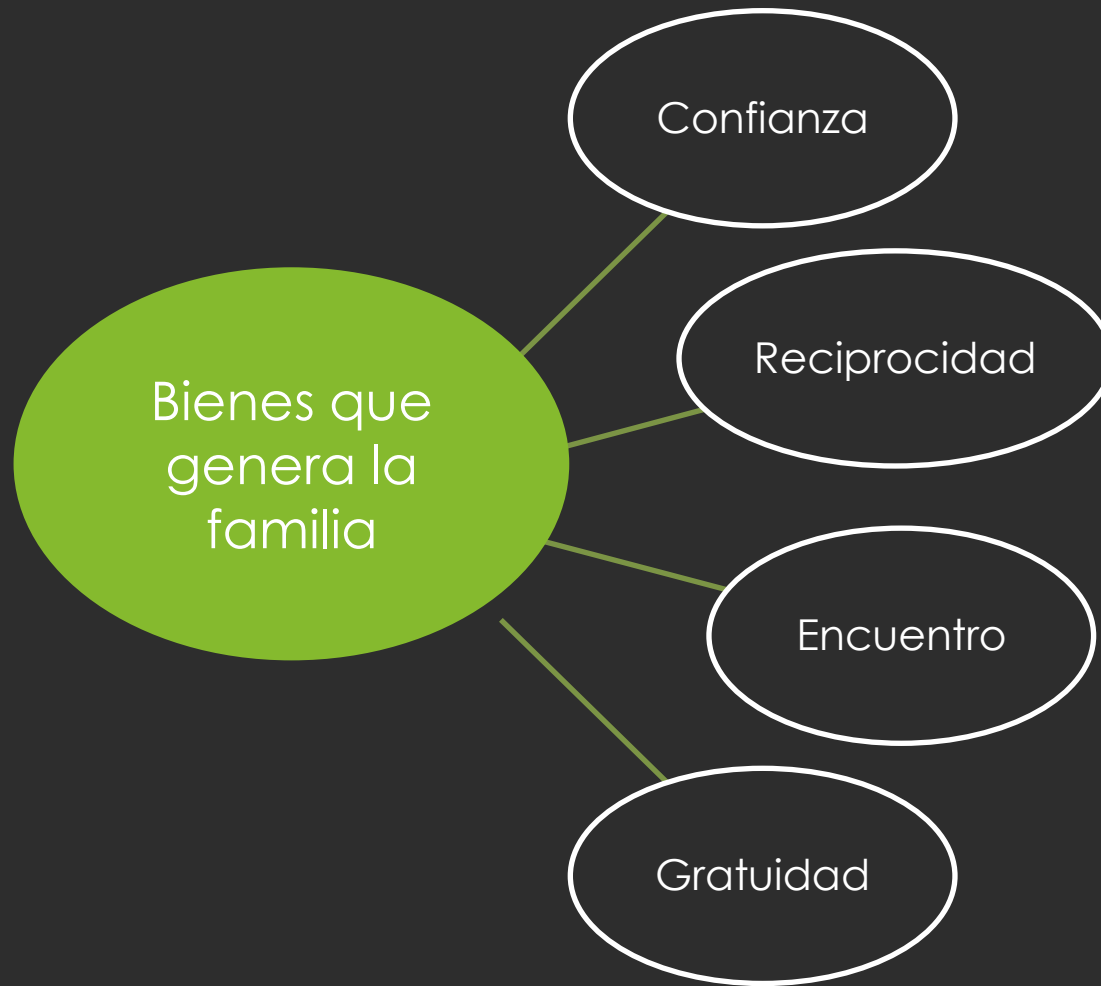 Bienes que
genera la
familia
Confianza
Reciprocidad
Encuentro
Gratuidad